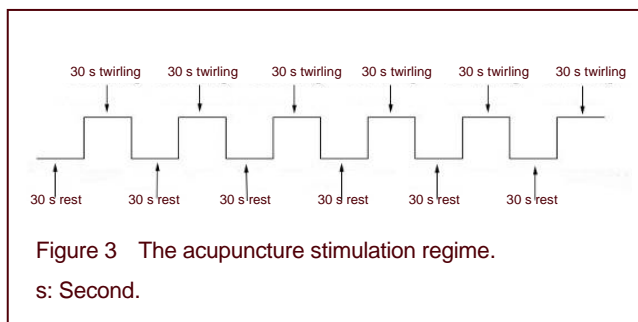 30 s twirling 30 s twirling 30 s twirling 30 s twirling 30 s twirling 30 s twirling
30 s rest 30 s rest 30 s rest 30 s rest 30 s rest 30 s rest
Figure 3 The acupuncture stimulation regime.
s: Second.